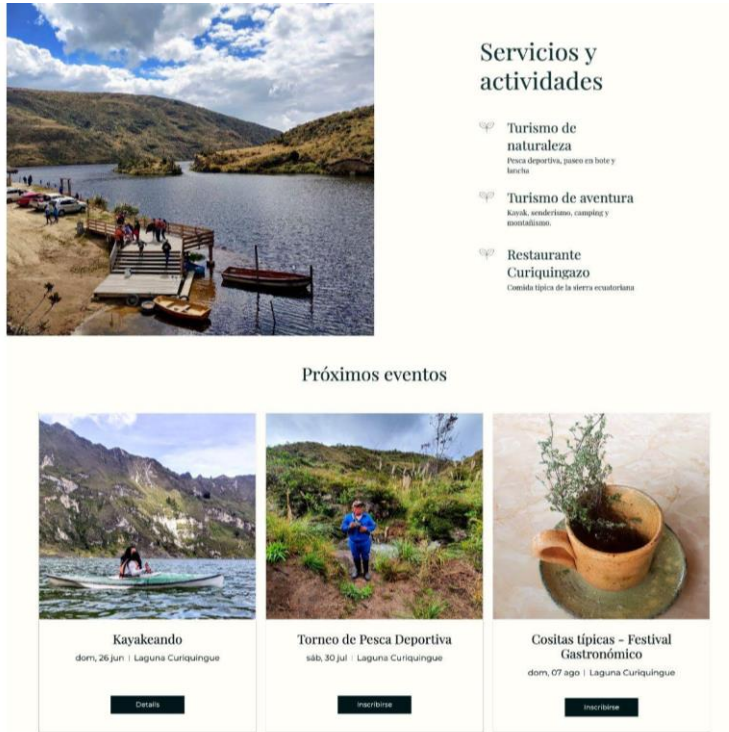 Servicios y
actividades
Turismo de
naturaleza
Pesca deportiva, paseo en bote y
lancha
Turismo de aventura
Kayak, senderismo, camping y
montañismo.
Restaurante
Curiquingazo
Comida típica de la sierra ecuatoriana
Próximos eventos
Kayakeando
dom, 26 jun | Laguna Curiquingue
Details
Torneo de Pesca Deportiva
sáb, 30 jul | Laguna Curiquingue
Inscribirse
Cositas típicas - Festival
Gastronómico
dom, 07 ago | Laguna Curiquingue
Inscribirse